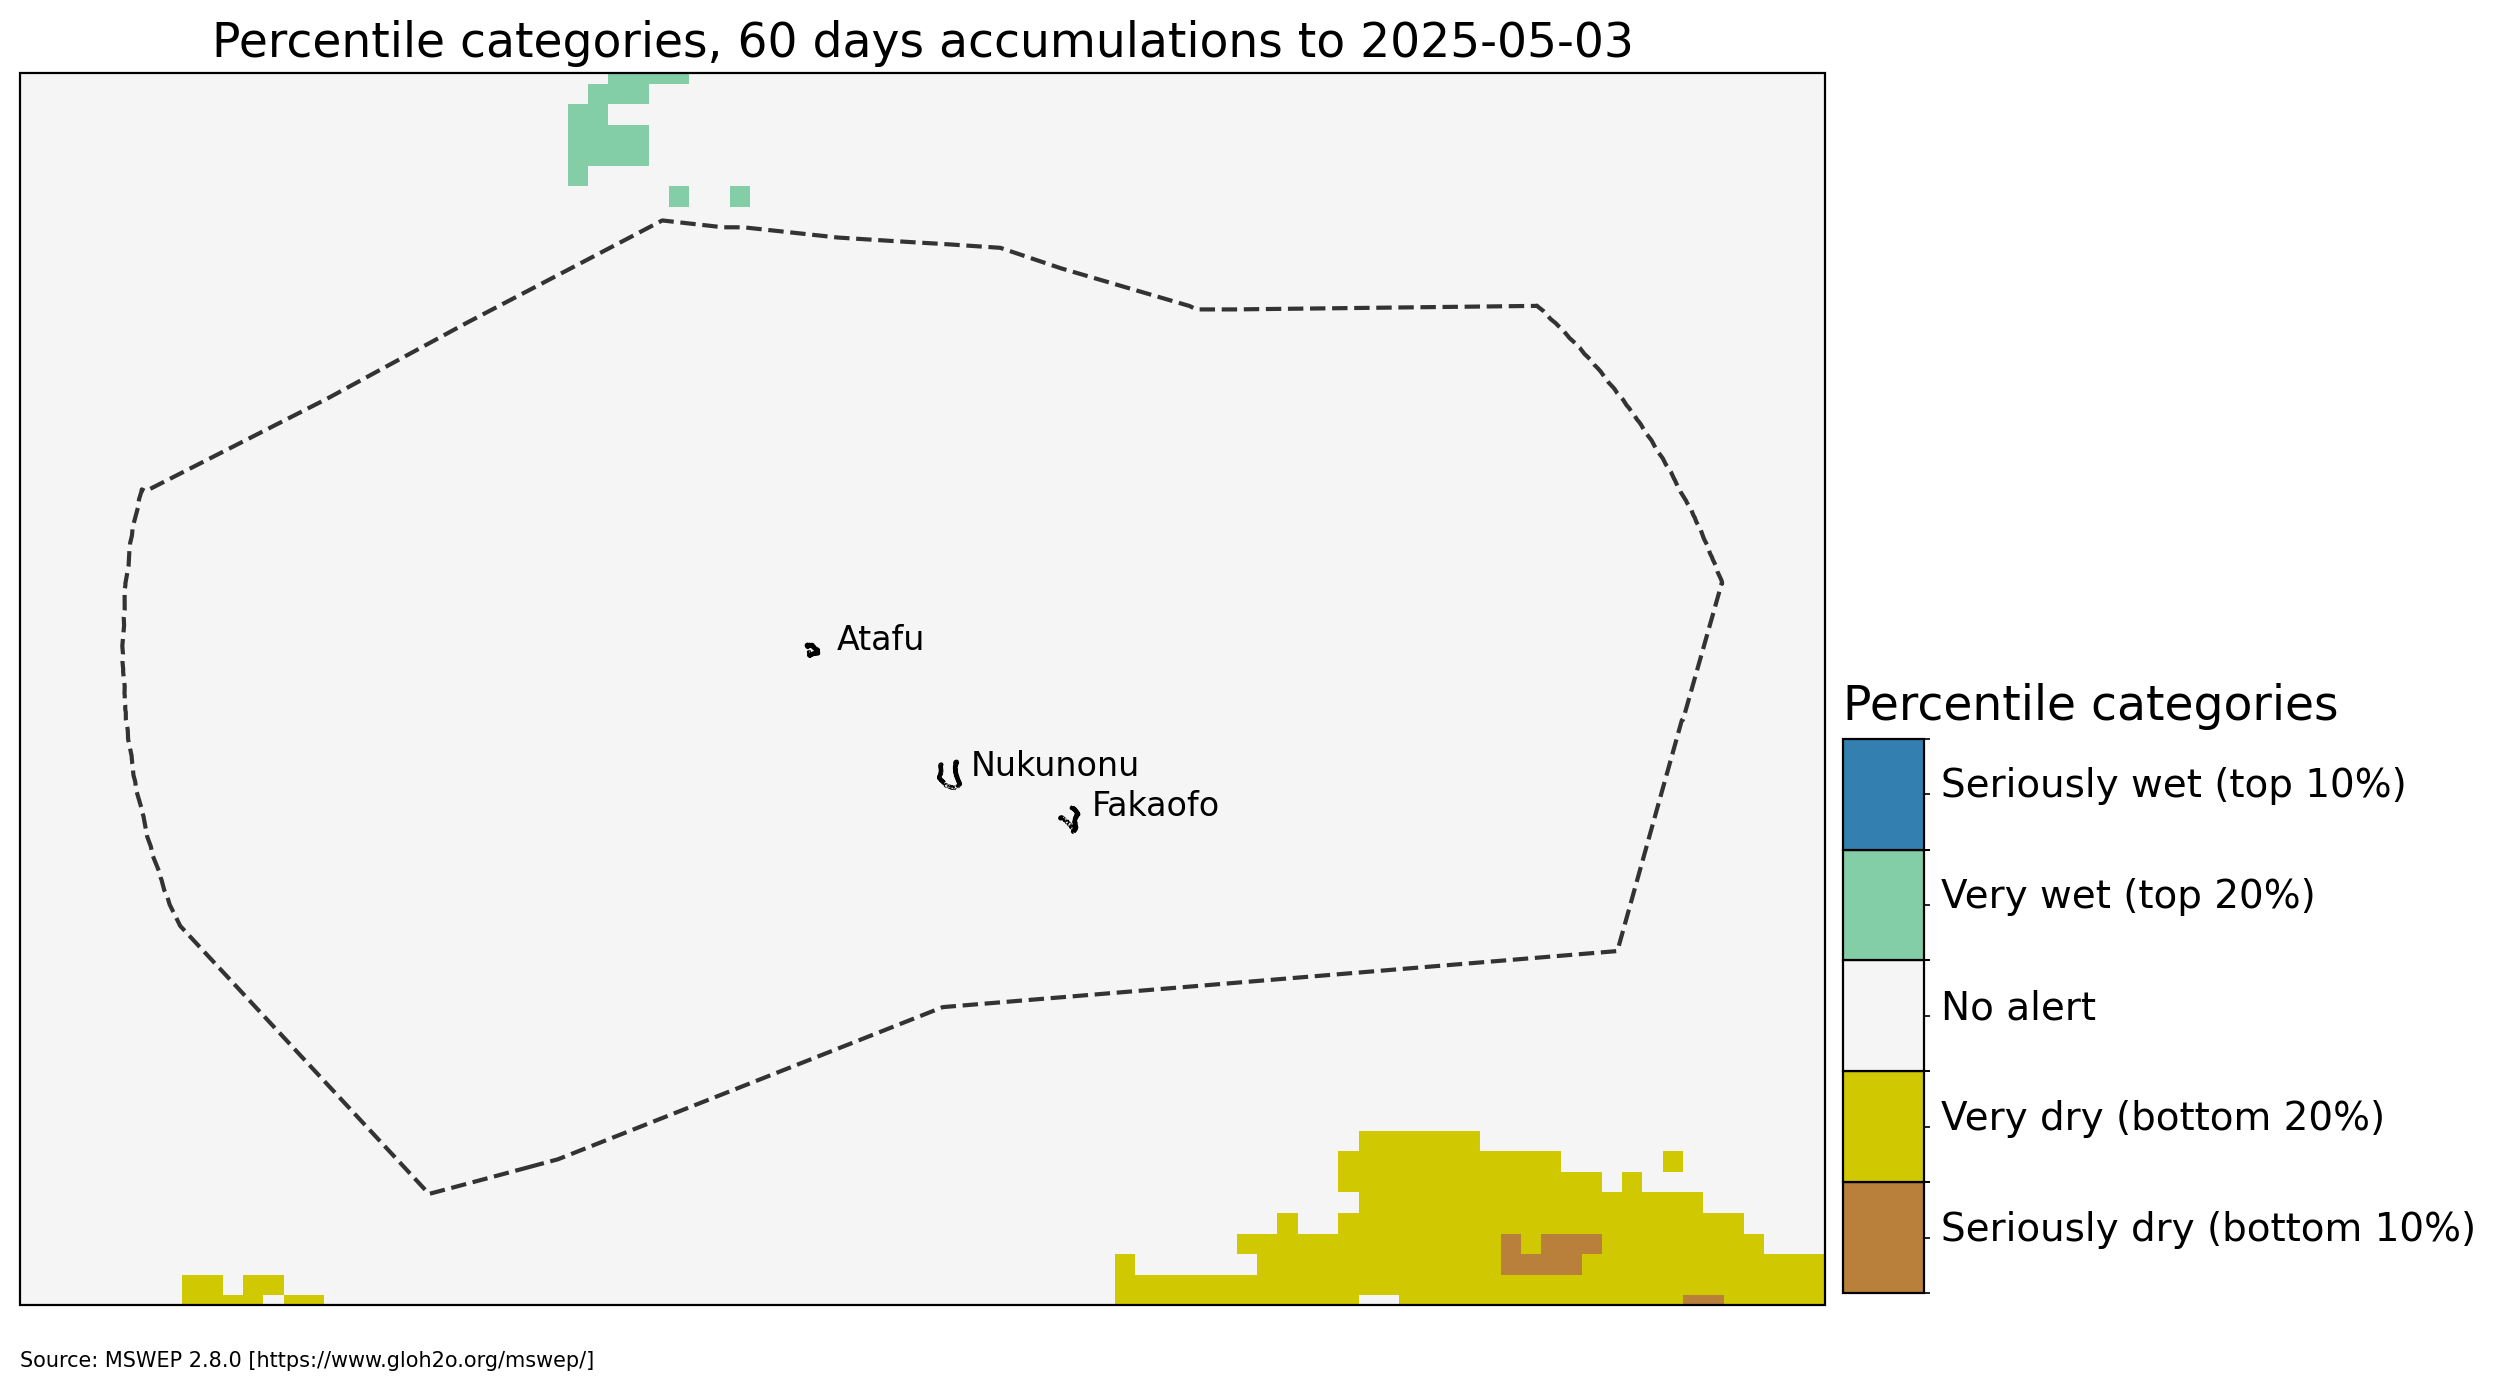 Percentile categories, 60 days accumulations to 2025-05-03
Atafu
Nukunonu
Fakaofo
Percentile categories
Seriously wet (top 10%)
Very wet (top 20%)
No alert
Very dry (bottom 20%)
Seriously dry (bottom 10%)
Source: MSWEP 2.8.0 [https://www.gloh2o.org/mswep/]